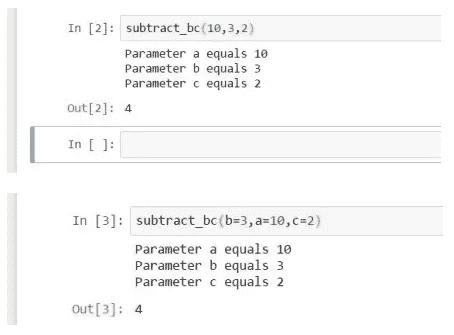 In [2]: subtract_bc(10,3,2)
Parameter a equals 10
Parameter b equals 3
Parameter c equals 2
Out[2]: 4
In [ ]:
In [3]: subtract_bc(b=3,a=10,c=2)
Parameter a equals 10
Parameter b equals 3
Parameter c equals 2
Out[3]: 4